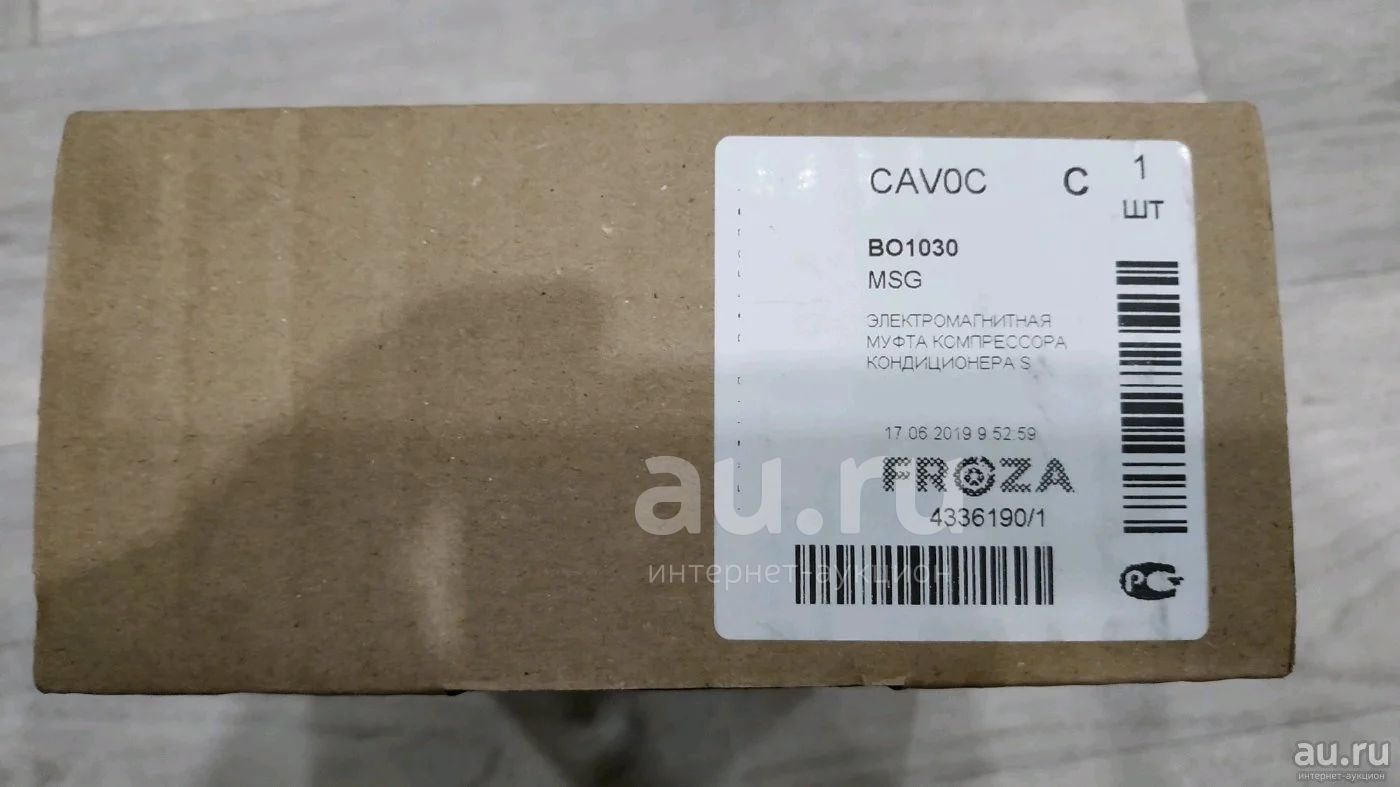 CAV0C C 1
ШТ
BO1030
MSG
ЭЛЕКТРОМАГНИТНАЯ
МУФТА КОМПРЕССОРА
КОНДИЦИОНЕРА S
17 06 2019 9 52:59
FROZA
4336190/1
РС
au.ru
интернет-аукцион
au.ru
интернет-аукцион